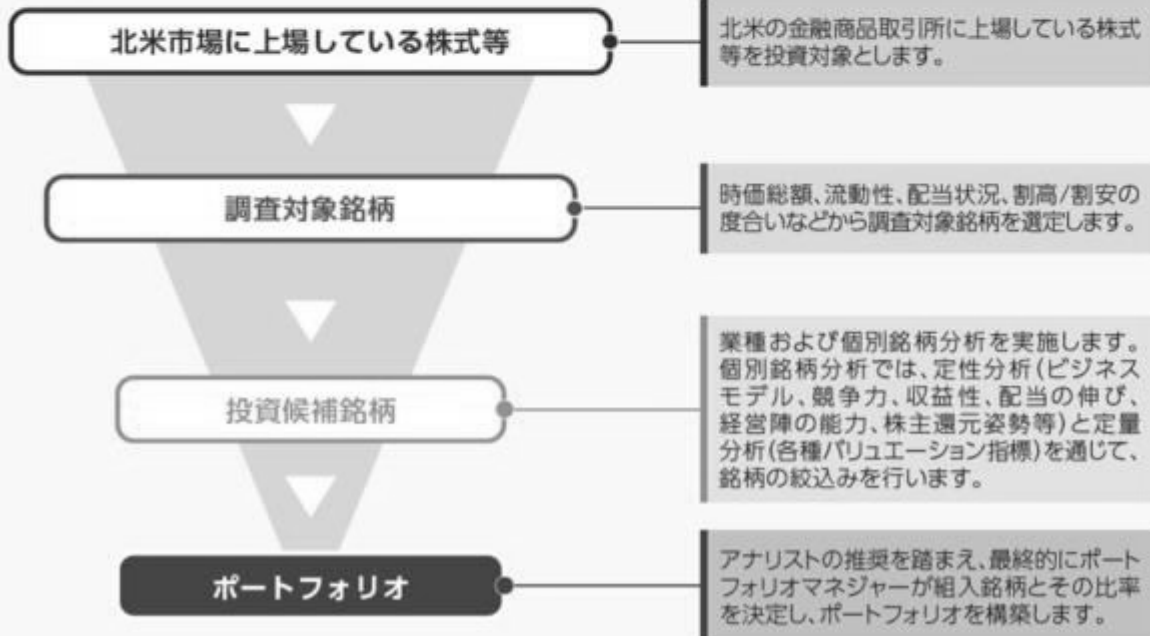 北米市場に上場している株式等
北米の金融商品取引所に上場している株式
等を投資対象とします。
調査対象銘柄
時価総額、流動性、配当状況、割高/割安の
度合いなどから調査対象銘柄を選定します。
投資候補銘柄
業種および個別銘柄分析を実施します。
個別銘柄分析では、定性分析(ビジネス
モデル、競争力、収益性、配当の伸び、
経営陣の能力、株主還元姿勢等)と定量
分析(各種バリュエーション指標)を通じて、
銘柄の絞込みを行います。
ポートフォリオ
アナリストの推奨を踏まえ、最終的にポート
フォリオマネジャーが組入銘柄とその比率
を決定し、ポートフォリオを構築します。